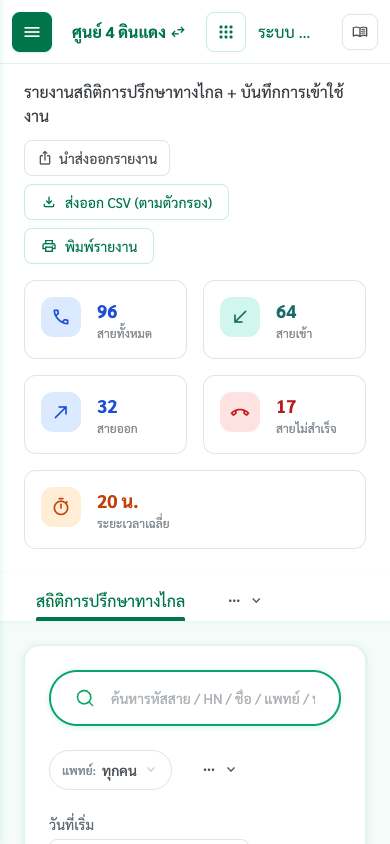 ศูนย์ 4 ดินแดง
ระบบ ...
รายงานสถิติการปรึกษาทางไกล + บันทึกการเข้าใช้
งาน
นำส่งออกรายงาน
ส่งออก CSV (ตามตัวกรอง)
พิมพ์รายงาน
96
สายทั้งหมด
64
สายเข้า
32
สายออก
17
สายไม่สำเร็จ
20 น.
ระยะเวลาเฉลี่ย
สถิติการปรึกษาทางไกล
ค้นหารหัสสาย / HN / ชื่อ / แพทย์ /
แพทย์: ทุกคน
วันที่เริ่ม